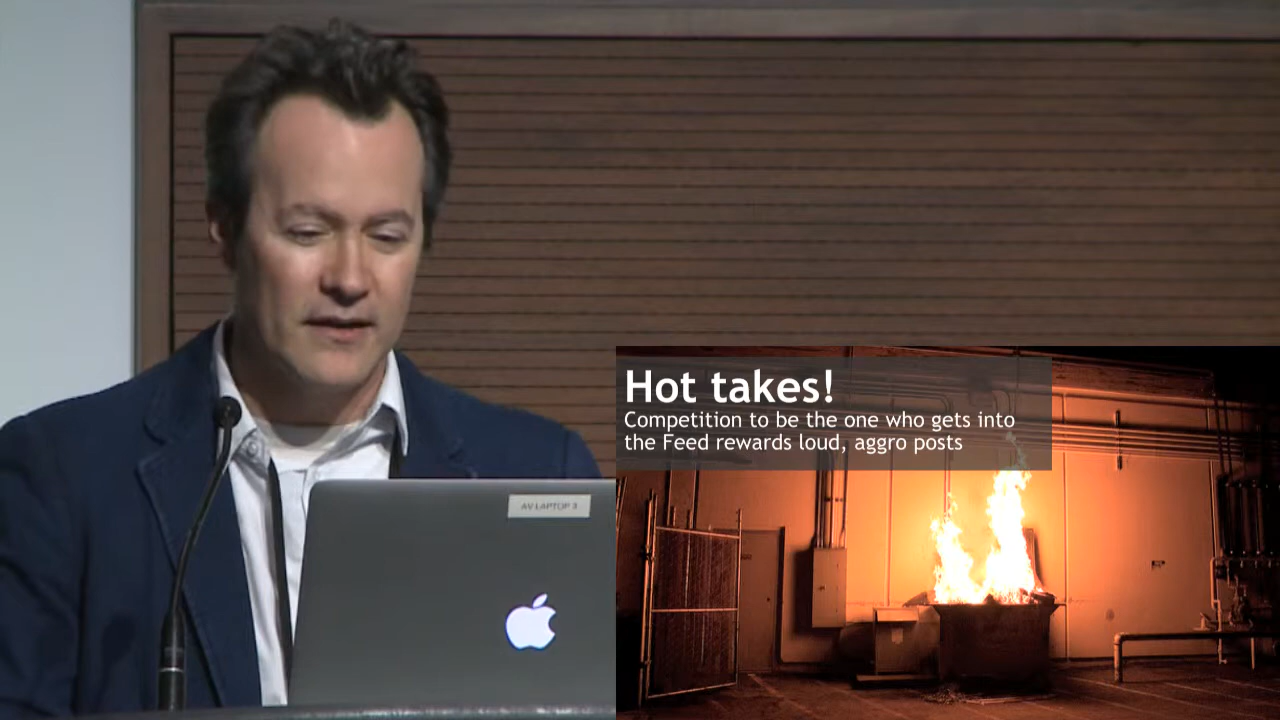 Hot takes!
Competition to be the one who gets into
the Feed rewards loud, aggro posts
AV LAPTOP 3